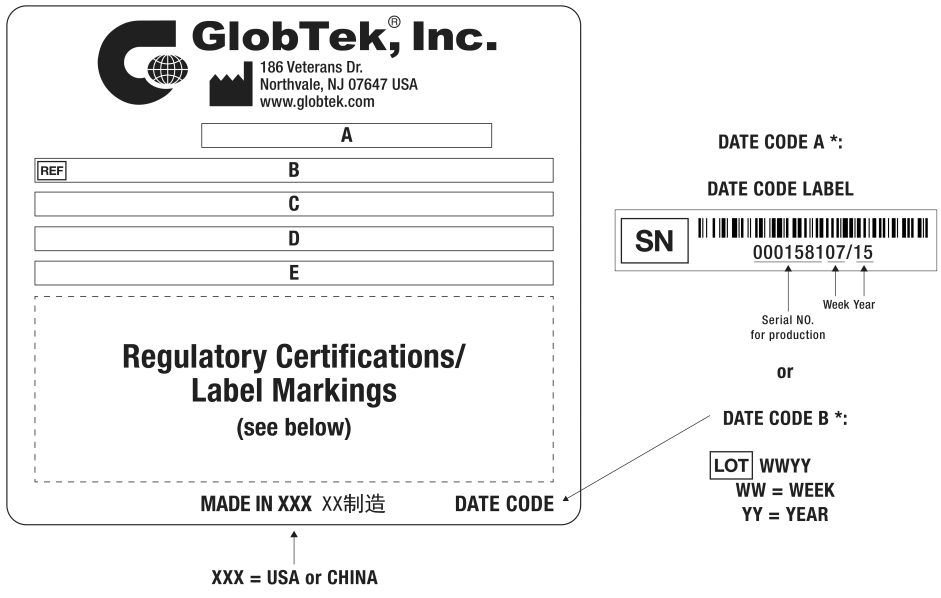 GlobTek,® Inc.
186 Veterans Dr.
Northvale, NJ 07647 USA
www.globtek.com
A
REF B
C
D
E
Regulatory Certifications/
Label Markings
(see below)
MADE IN XXX XX制造 DATE CODE
XXX = USA or CHINA
DATE CODE A *:
DATE CODE LABEL
SN
000158107/15
Week Year
Serial NO.
for production
or
DATE CODE B *:
LOT WWYY
WW = WEEK
YY = YEAR